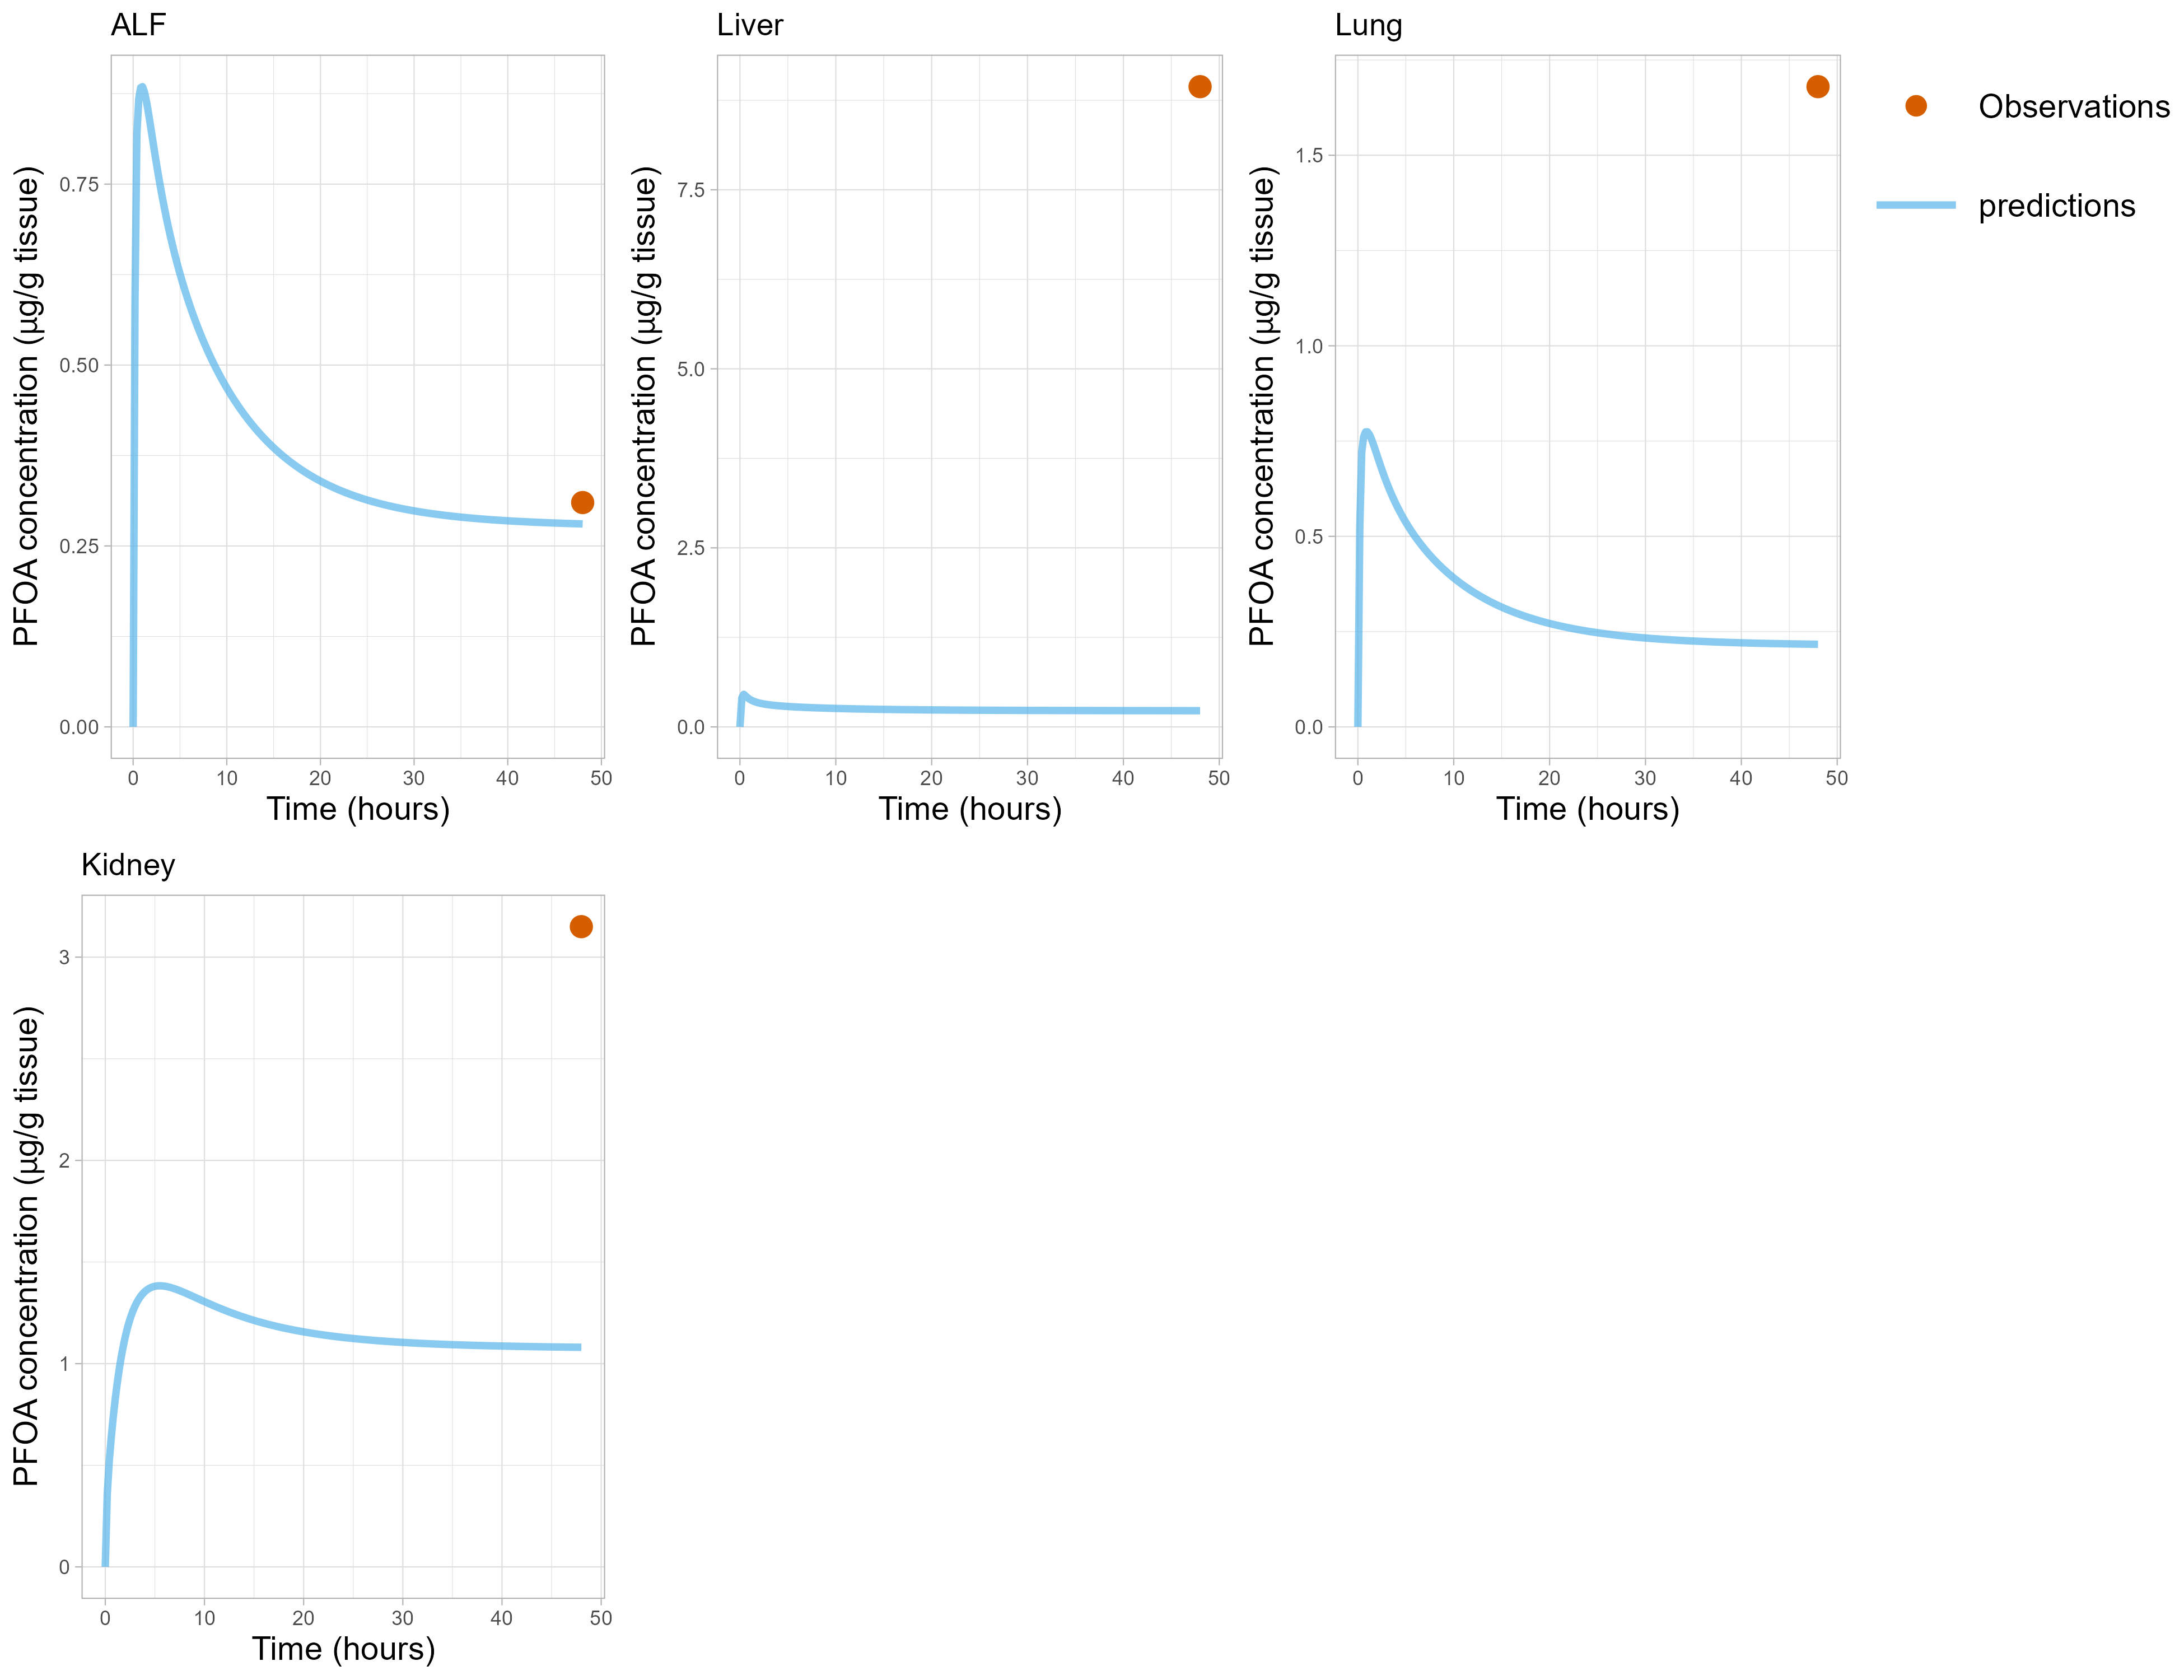 ALF
PFOA concentration (µg/g tissue)
0.75
0.50
0.25
0.00
0 10 20 30 40 50
Time (hours)
Liver
PFOA concentration (µg/g tissue)
7.5
5.0
2.5
0.0
0 10 20 30 40 50
Time (hours)
Lung
PFOA concentration (µg/g tissue)
1.5
1.0
0.5
0.0
0 10 20 30 40 50
Time (hours)
Observations
predictions
Kidney
PFOA concentration (µg/g tissue)
3
2
1
0
0 10 20 30 40 50
Time (hours)